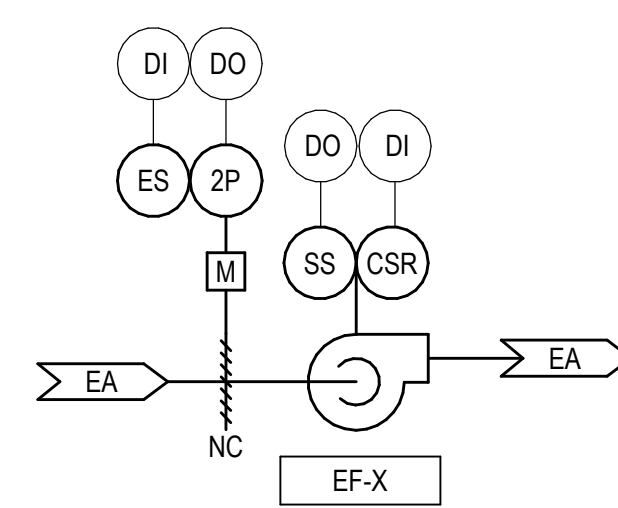 DI DO
DO DI
ES 2P
SS CSR
M
EA
EA
NC
EF-X